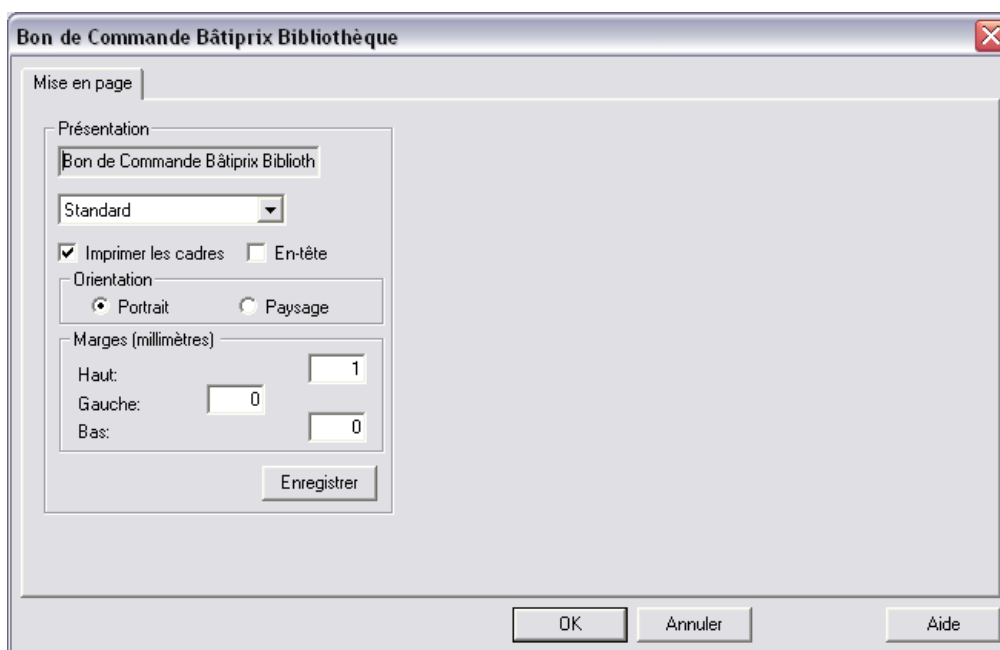 Bon de Commande Bâtiprix Bibliothèque
Mise en page
Présentation
Bon de Commande Bâtiprix Biblioth
Standard
Imprimer les cadres En-tête
Orientation
Portrait Paysage
Marges (millimètres)
Haut: 1
Gauche: 0
Bas: 0
Enregistrer
OK Annuler Aide